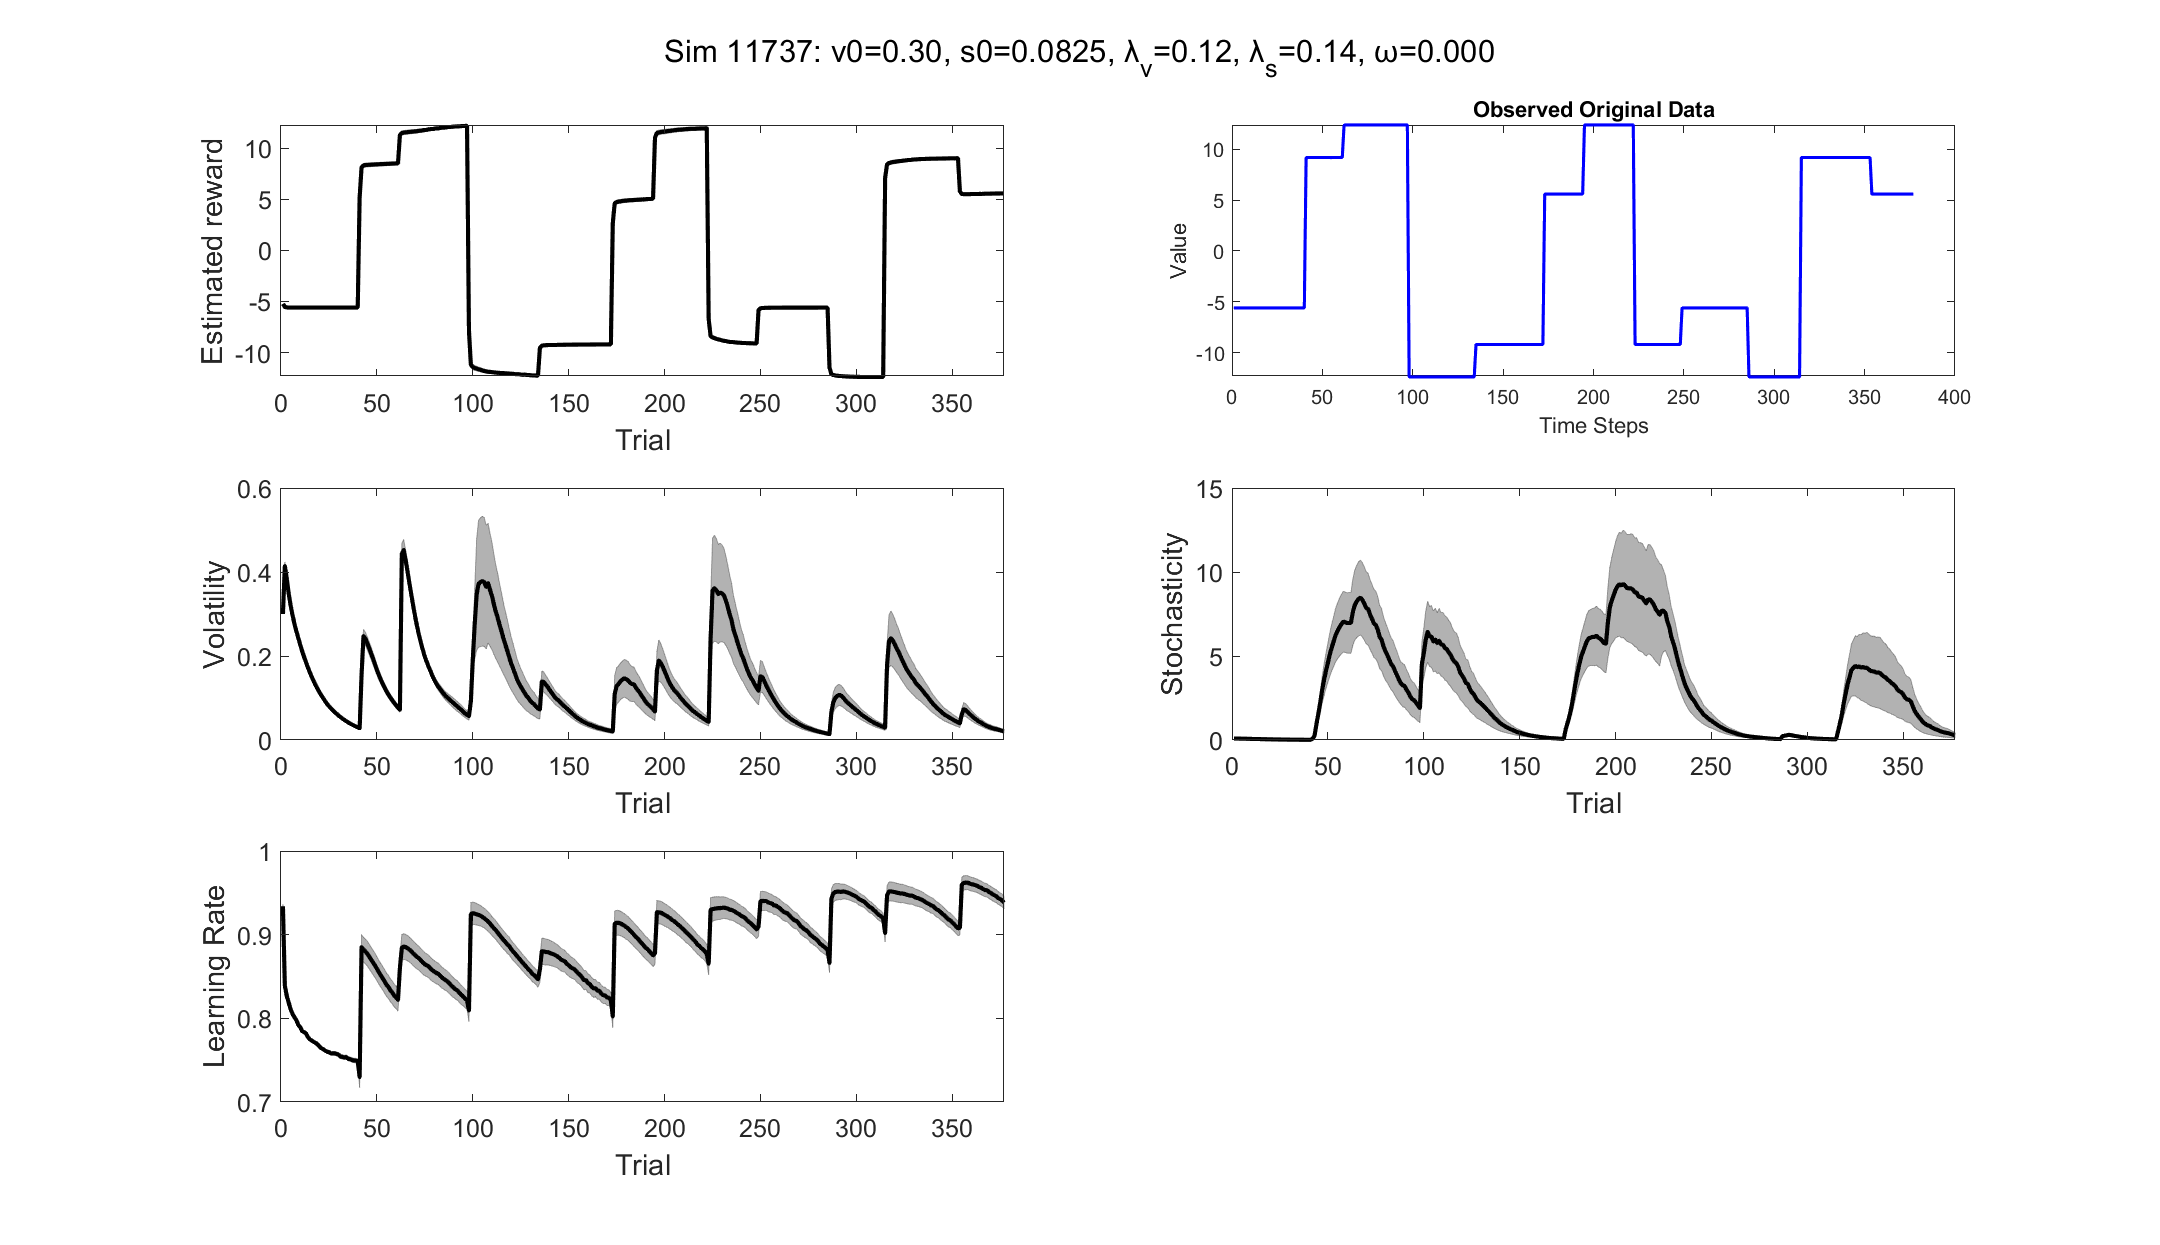 Sim 11737: v0=0.30, s0=0.0825, λv=0.12, λs=0.14, ω=0.000
Estimated reward
10
5
0
-5
-10
0 50 100 150 200 250 300 350
Trial
Observed Original Data
Value
10
5
0
-5
-10
0 50 100 150 200 250 300 350 400
Time Steps
Volatility
0.6
0.4
0.2
0
0 50 100 150 200 250 300 350
Trial
Stochasticity
15
10
5
0
0 50 100 150 200 250 300 350
Trial
Learning Rate
1
0.9
0.8
0.7
0 50 100 150 200 250 300 350
Trial